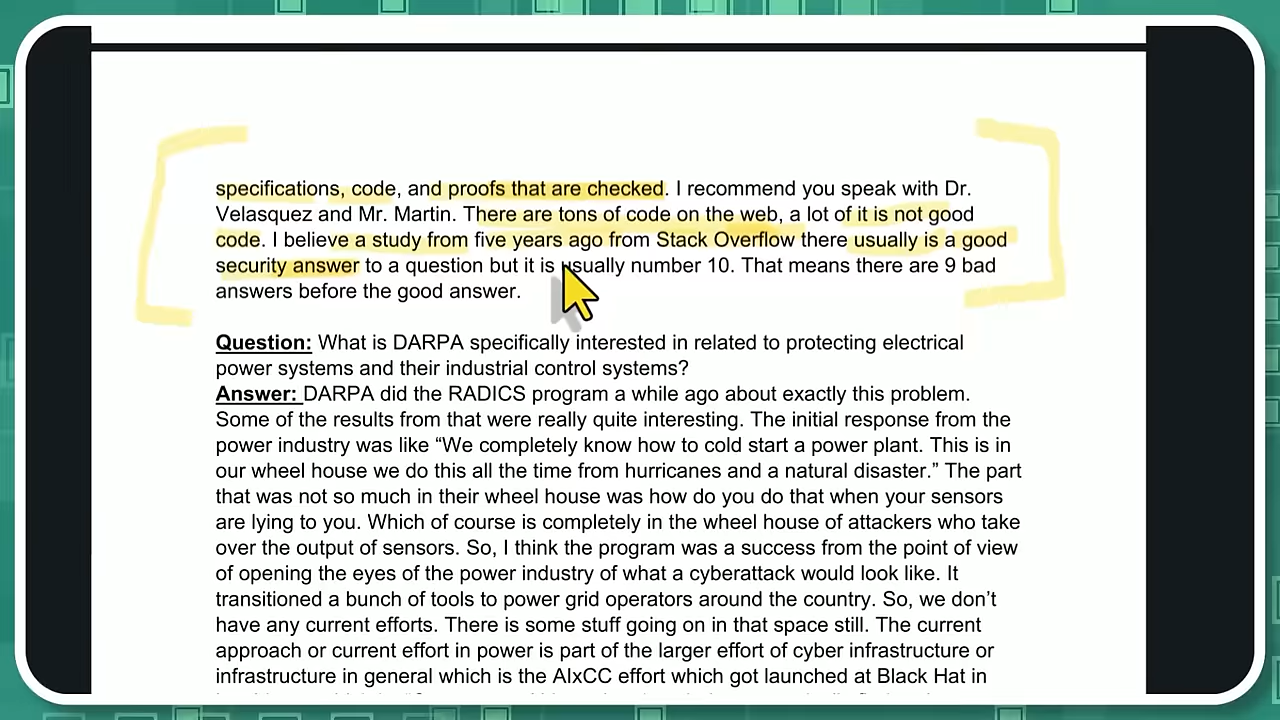 specifications, code, and proofs that are checked. I recommend you speak with Dr.
Velasquez and Mr. Martin. There are tons of code on the web, a lot of it is not good
code. I believe a study from five years ago from Stack Overflow there usually is a good
security answer to a question but it is usually number 10. That means there are 9 bad
answers before the good answer.
Question: What is DARPA specifically interested in related to protecting electrical
power systems and their industrial control systems?
Answer: DARPA did the RADICS program a while ago about exactly this problem.
Some of the results from that were really quite interesting. The initial response from the
power industry was like “We completely know how to cold start a power plant. This is in
our wheel house we do this all the time from hurricanes and a natural disaster.” The part
that was not so much in their wheel house was how do you do that when your sensors
are lying to you. Which of course is completely in the wheel house of attackers who take
over the output of sensors. So, I think the program was a success from the point of view
of opening the eyes of the power industry of what a cyberattack would look like. It
transitioned a bunch of tools to power grid operators around the country. So, we don’t
have any current efforts. There is some stuff going on in that space still. The current
approach or current effort in power is part of the larger effort of cyber infrastructure or
infrastructure in general which is the AIxCC effort which got launched at Black Hat in